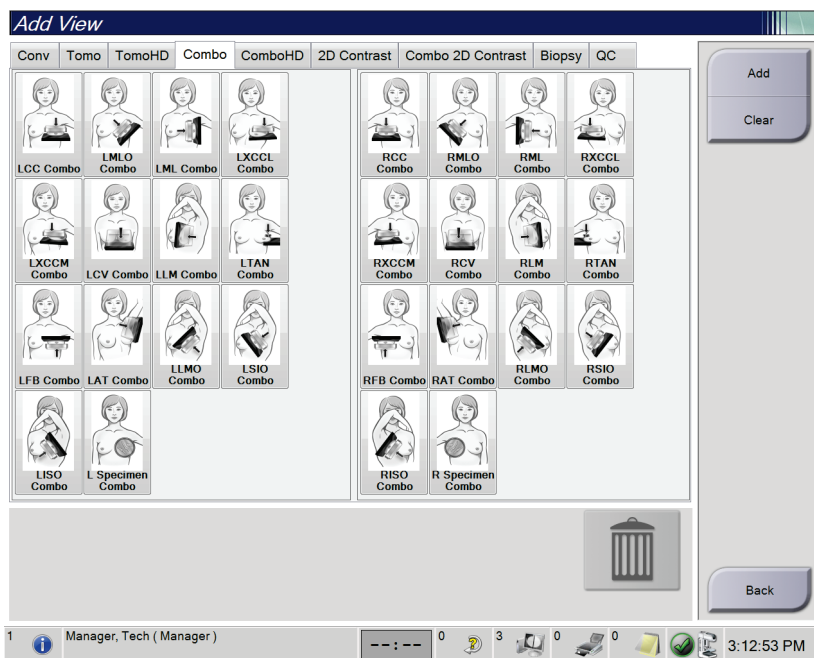 Add View
Conv Tomo TomoHD Combo ComboHD 2D Contrast Combo 2D Contrast Biopsy QC
Add
Clear
LCC Combo
LMLO
Combo
LML Combo
LXCCL
Combo
RCC
Combo
RMLO
Combo
RML
Combo
RXCCL
Combo
LXCCM
Combo
LCV Combo
LLM Combo
LTAN
Combo
RXCCM
Combo
RCV
Combo
RLM
Combo
RTAN
Combo
LFB Combo
LAT Combo
LLMO
Combo
LSIO
Combo
RFB Combo
RAT Combo
RLMO
Combo
RSIO
Combo
LISO
Combo
L Specimen
Combo
RISO
Combo
R Specimen
Combo
Back
1 Manager, Tech ( Manager ) --:-- 0 3 0 0 3:12:53 PM